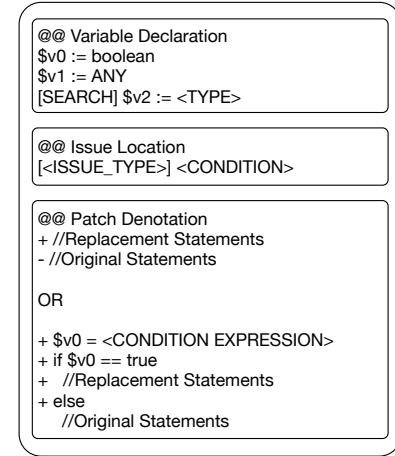 @@ Variable Declaration
$v0 := boolean
$v1 := ANY
[SEARCH] $v2 := <TYPE>
@@ Issue Location
[<ISSUE_TYPE>] <CONDITION>
@@ Patch Denotation
+ //Replacement Statements
- //Original Statements
OR
+ $v0 = <CONDITION EXPRESSION>
+ if $v0 == true
+ //Replacement Statements
+ else
//Original Statements